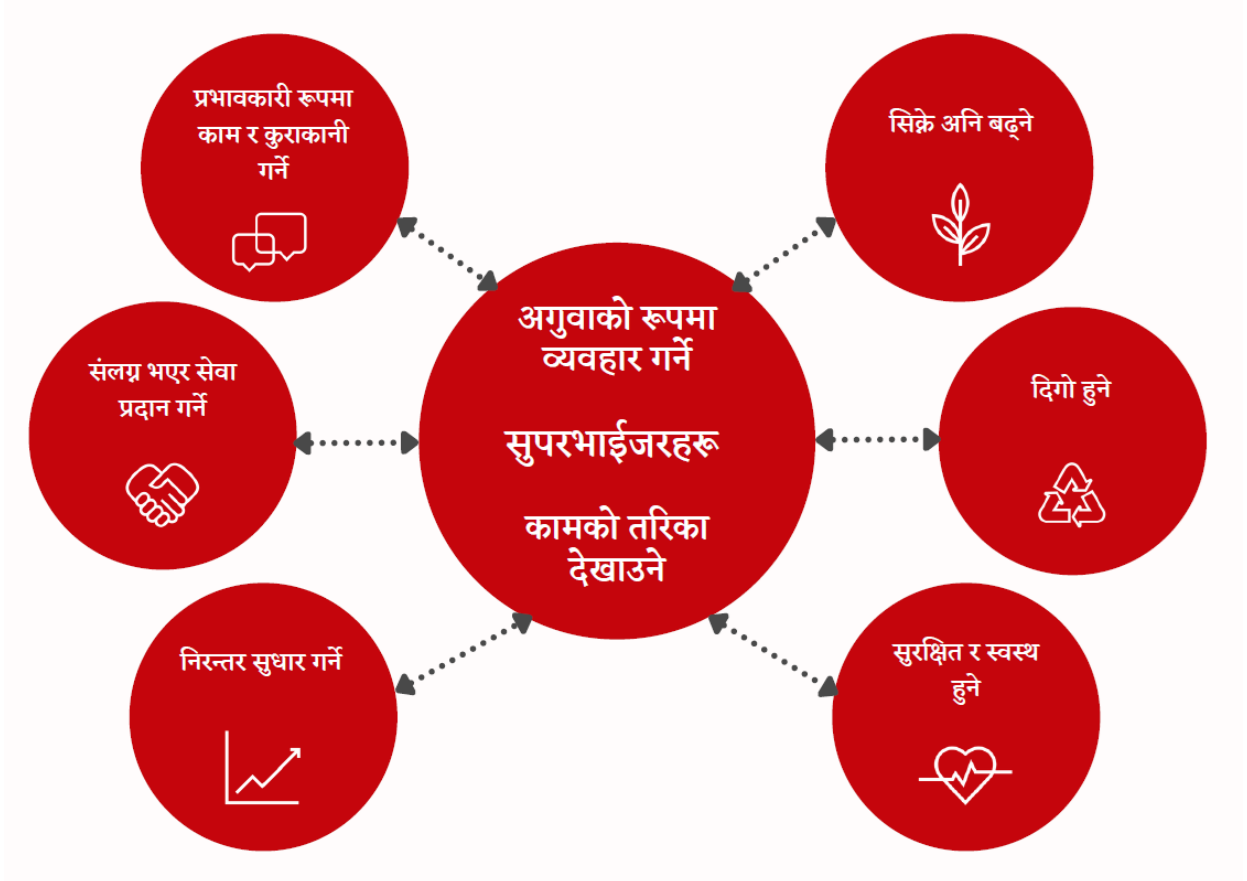 प्रभावकारी रूपमा
काम र कुराकानी
गर्ने
सिक्ने अनि बढ्ने
अगुवाको रूपमा
व्यवहार गर्ने
सुपरभाईजरहरू
कामको तरिका
देखाउने
संलग्न भएर सेवा
प्रदान गर्ने
दिगो हुने
निरन्तर सुधार गर्ने
सुरक्षित र स्वस्थ
हुने